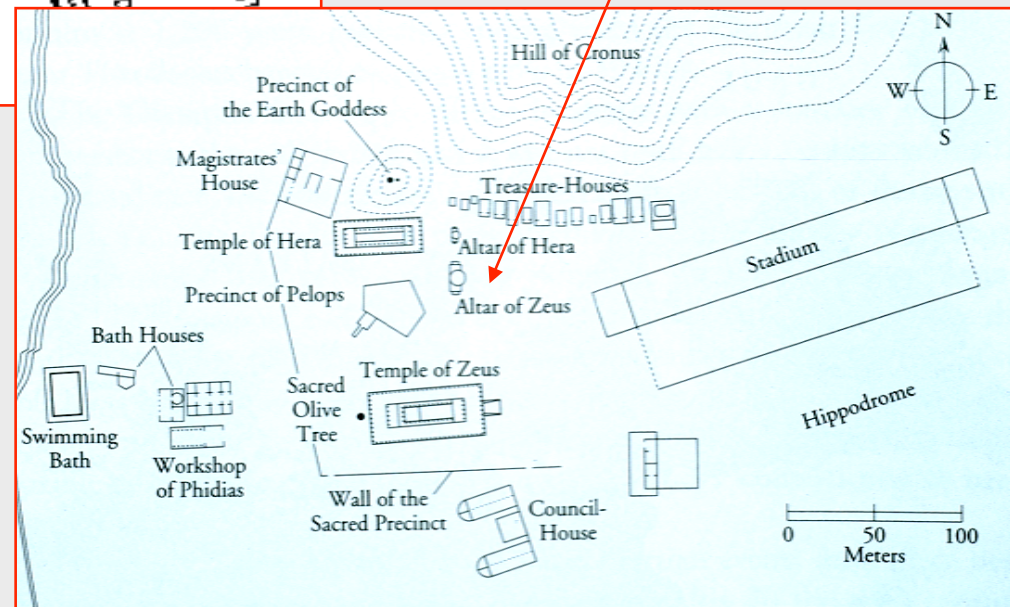 Hill of Cronus
N
W
E
S
Precinct of
the Earth Goddess
Magistrates'
House
Treasure-Houses
Temple of Hera
Altar of Hera
Stadium
Precinct of Pelops
Altar of Zeus
Bath Houses
Temple of Zeus
Sacred
Olive
Tree
Hippodrome
Swimming
Bath
Workshop
of Phidias
Wall of the
Sacred Precinct
Council-
House
0 50 100
Meters